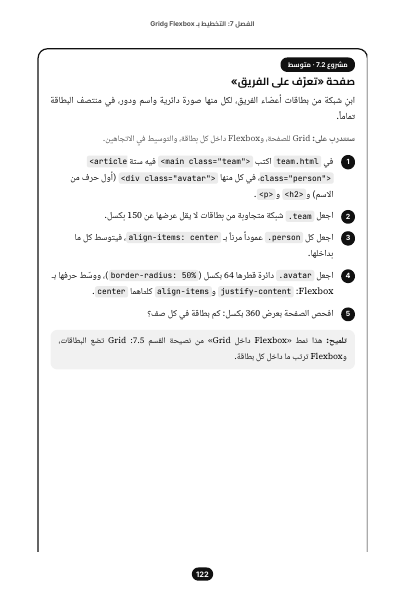 الفصل 7: التخطيط بـ Flexbox وGrid
مشروع 7.2 · متوسط
صفحة «تعرّف على الفريق»
ابنِ شبكة من بطاقات أعضاء الفريق، لكل منها صورة دائرية واسم ودور، في منتصف البطاقة
تماماً.
ستتدرب على: Grid للصفحة، وFlexbox داخل كل بطاقة، والتوسيط في الاتجاهين.
1 في team.html اكتب <main class="team"> فيه ستة <article
class="person">، في كل منها <div class="avatar"> (أول حرف من
الاسم) و <h2> و <p>.
2 اجعل .team شبكة متجاوبة من بطاقات لا يقل عرضها عن 150 بكسل.
3 اجعل كل .person عموداً مرناً بـ align-items: center، فيتوسط كل ما
بداخلها.
4 اجعل .avatar دائرة قطرها 64 بكسل (border-radius: 50%)، ووسّط حرفها بـ
Flexbox: justify-content و align-items كلتاهما center.
5 افحص الصفحة بعرض 360 بكسل: كم بطاقة في كل صف؟
تلميح: هذا نمط «Flexbox داخل Grid» من نصيحة القسم 7.5: Grid تضع البطاقات،
وFlexbox ترتب ما داخل كل بطاقة.
122